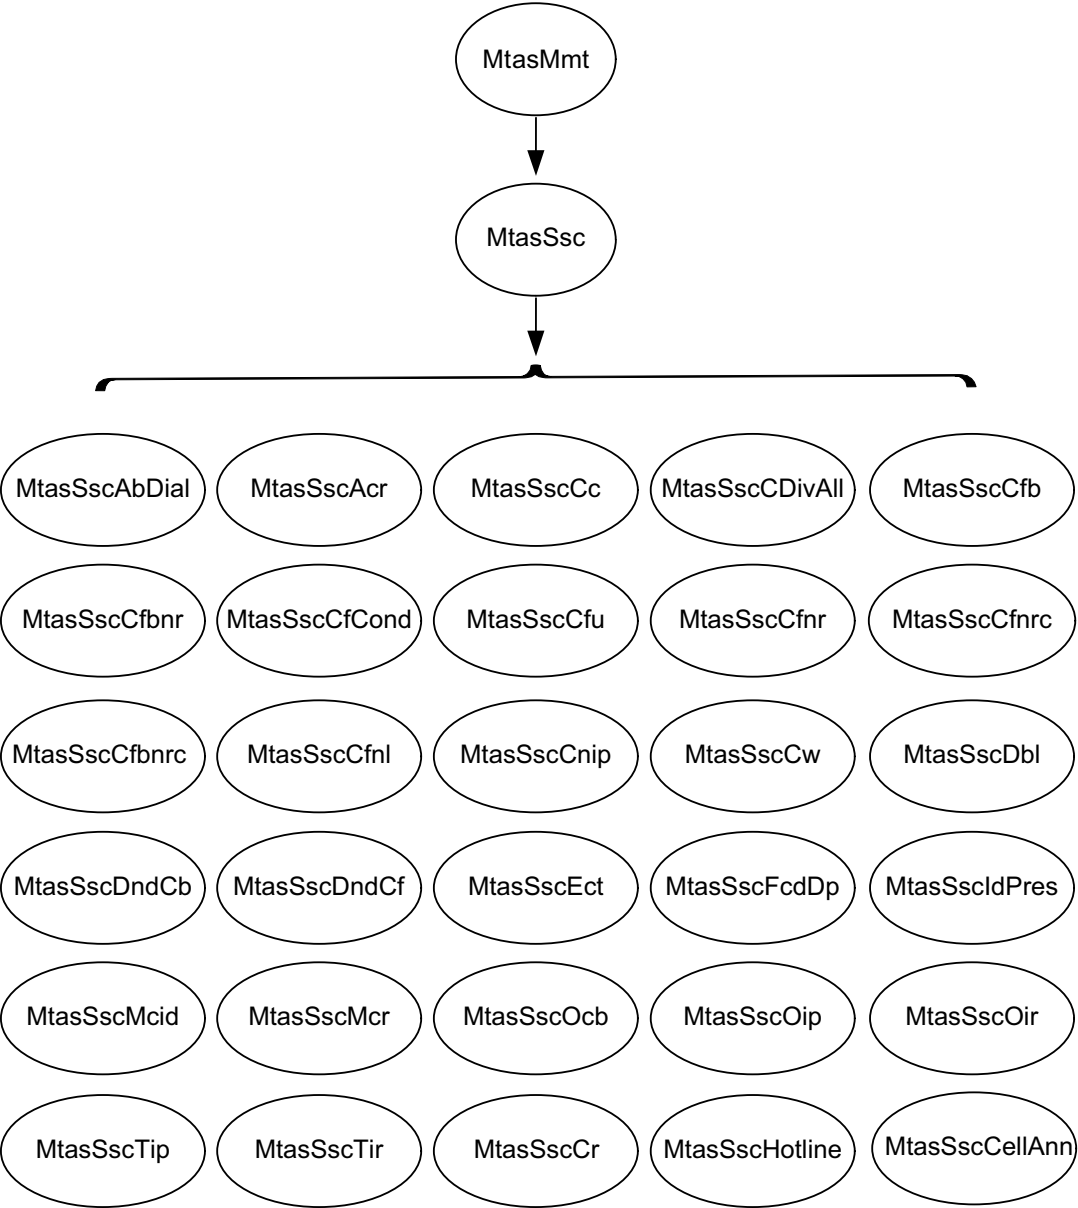 MtasMmt
MtasSsc
MtasSscAbDial MtasSscAcr MtasSscCc MtasSscCDivAll MtasSscCfb
MtasSscCfbnr MtasSscCfCond MtasSscCfu MtasSscCfnr MtasSscCfnrc
MtasSscCfbnrc MtasSscCfnl MtasSscCnip MtasSscCw MtasSscDbl
MtasSscDndCb MtasSscDndCf MtasSscEct MtasSscFcdDp MtasSscIdPres
MtasSscMcid MtasSscMcr MtasSscOcb MtasSscOip MtasSscOir
MtasSscTip MtasSscTir MtasSscCr MtasSscHotline MtasSscCellAnn